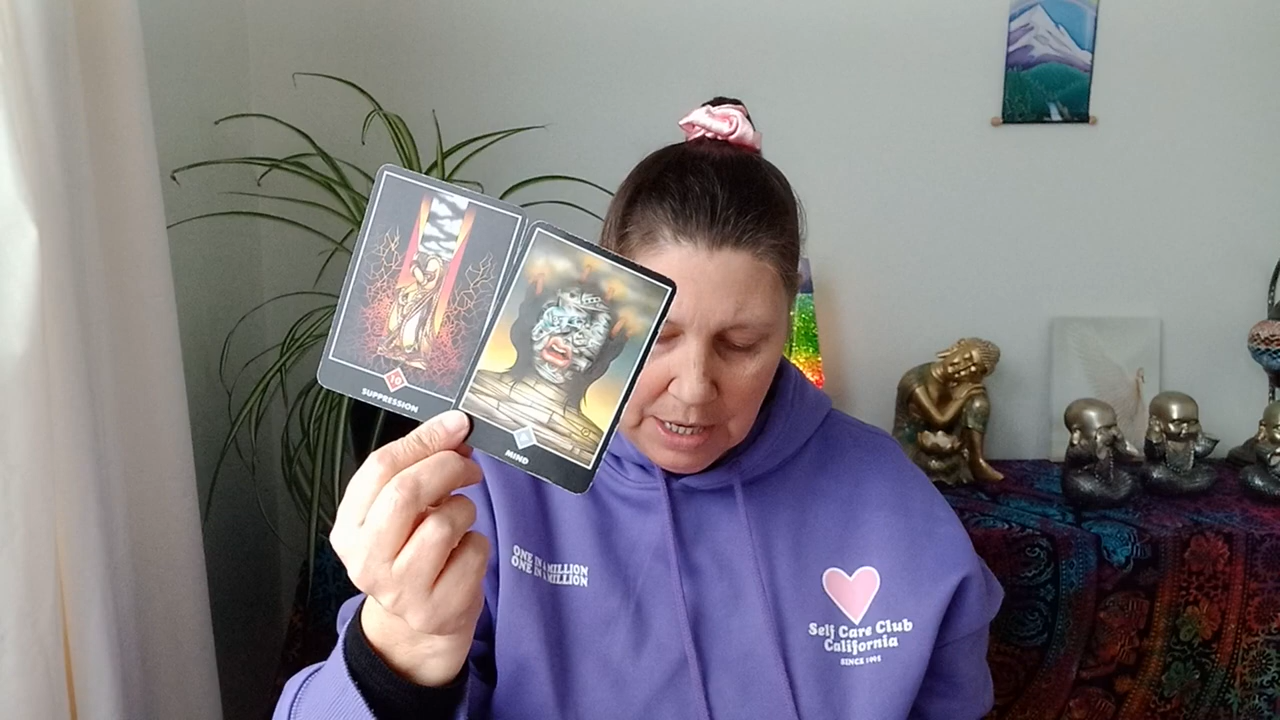 SUPPRESSION
MIND
ONE IN A MILLION
ONE IN A MILLION
Self Care Club
California
SINCE 1995